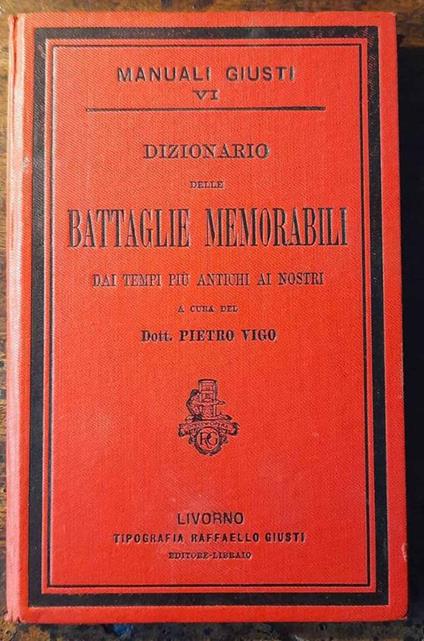 MANUALI GIUSTI
VI
DIZIONARIO
DELLE
BATTAGLIE MEMORABILI
DAI TEMPI PIÙ ANTICHI AI NOSTRI
A CURA DEL
Dott. PIETRO VIGO
RG
LIVORNO
TIPOGRAFIA RAFFAELLO GIUSTI
EDITORE-LIBRAIO